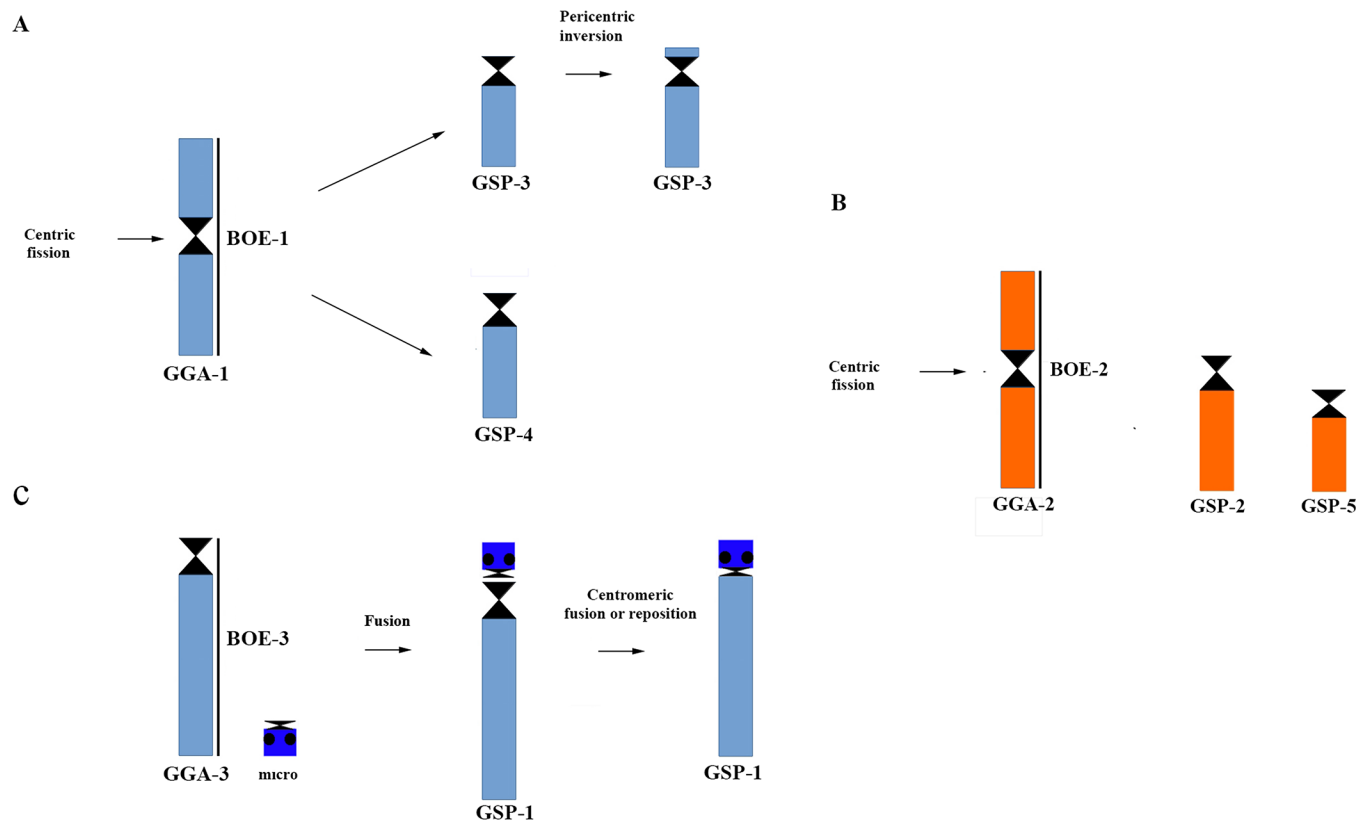 A
Pericentric
inversion
GSP-3
GSP-3
Centric
fission
BOE-1
GGA-1
GSP-4
B
Centric
fission
BOE-2
GGA-2
GSP-2
GSP-5
C
BOE-3
Fusion
Centromeric
fusion or reposition
GGA-3
micro
GSP-1
GSP-1